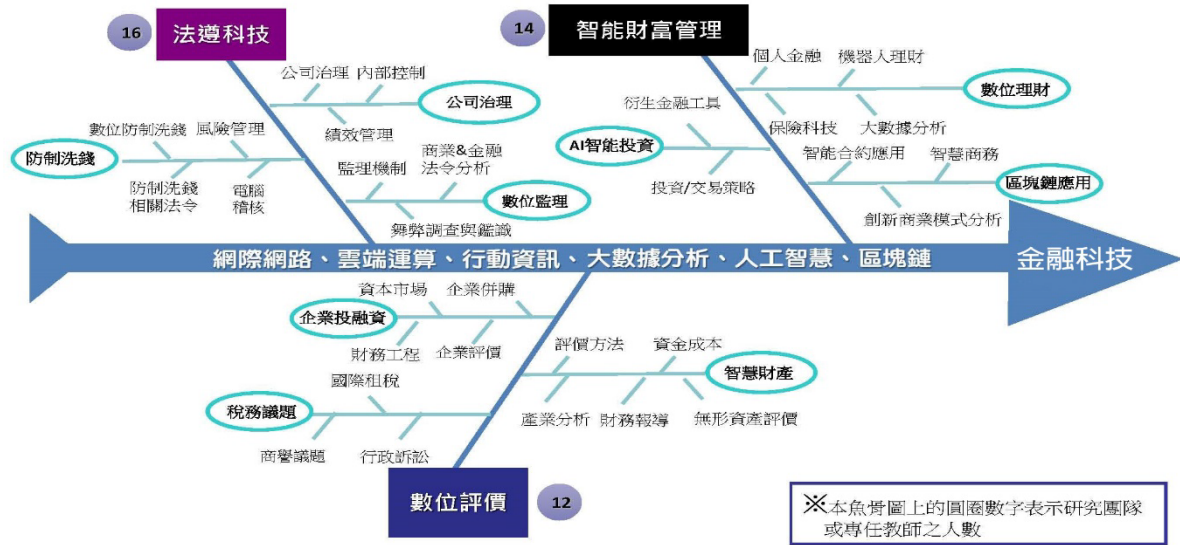 16
法遵科技
14
智能財富管理
公司治理
內部控制
公司治理
績效管理
數位防制洗錢
風險管理
防制洗錢
防制洗錢
相關法令
電腦
稽核
監理機制
商業&金融
法令分析
數位監理
舞弊調查與鑑識
個人金融
機器人理財
數位理財
保險科技
大數據分析
衍生金融工具
AI智能投資
投資/交易策略
智能合約應用
智慧商務
區塊鏈應用
創新商業模式分析
網際網路、雲端運算、行動資訊、大數據分析、人工智慧、區塊鏈
金融科技
資本市場
企業併購
企業投融資
財務工程
企業評價
評價方法
資金成本
智慧財產
產業分析
財務報導
無形資產評價
國際租稅
稅務議題
商譽議題
行政訴訟
數位評價
12
※本魚骨圖上的圓圈數字表示研究團隊
或專任教師之人數